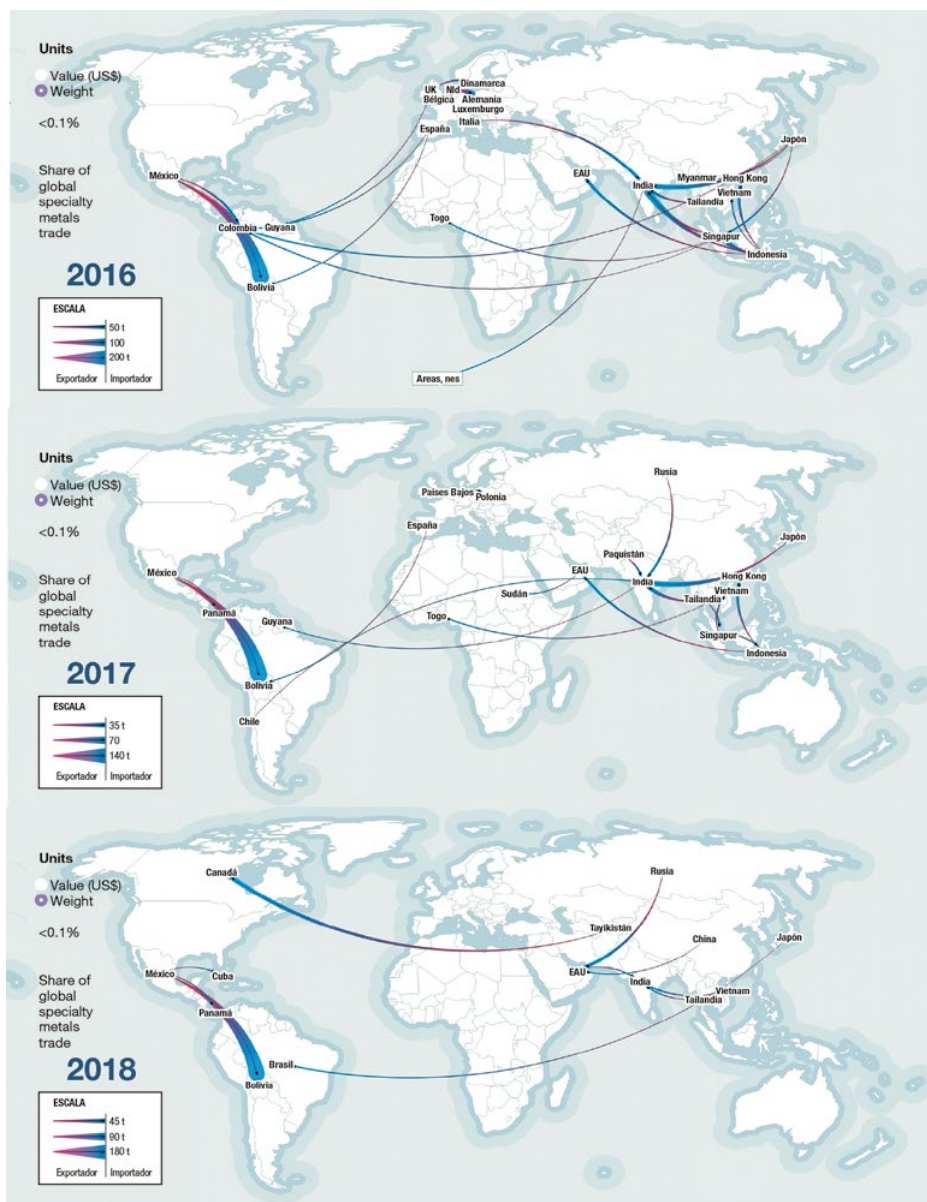 Units
Value (US$)
Weight
<0.1%
Share of
global
specialty
metals
trade
2016
ESCALA
50 t
100
200 t
Exportador
Importador
México
Colombia
Guyana
Bolivia
UK
Nld
Dinamarca
Bélgica
Alemania
Luxemburgo
Italia
España
Togo
EAU
India
Myanmar
Hong Kong
Vietnam
Tailandia
Japón
Singapur
Indonesia
Areas, nes
Units
Value (US$)
Weight
<0.1%
Share of
global
specialty
metals
trade
2017
ESCALA
35 t
70
140 t
Exportador
Importador
México
Panamá
Guyana
Bolivia
Chile
Paises Bajos
Polonia
España
Sudán
Togo
EAU
Paquistán
India
Rusia
Japón
Hong Kong
Vietnam
Tailandia
Singapur
Indonesia
Units
Value (US$)
Weight
<0.1%
Share of
global
specialty
metals
trade
2018
ESCALA
45 t
90 t
180 t
Exportador
Importador
Canadá
México
Cuba
Panamá
Brasil
Bolivia
Rusia
Tayikistán
China
Japón
EAU
India
Vietnam
Tailandia